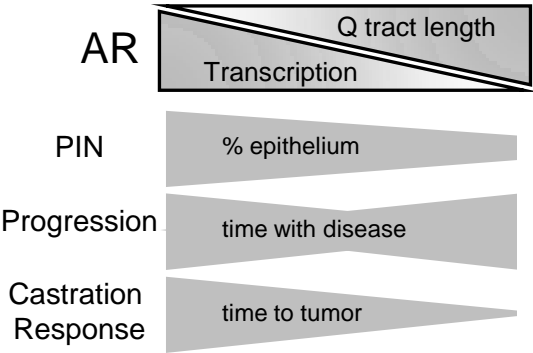 AR
Q tract length
Transcription
PIN
% epithelium
Progression
time with disease
Castration
Response
time to tumor